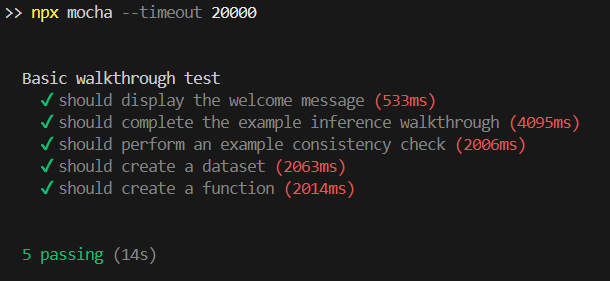 >> npx mocha --timeout 20000
Basic walkthrough test
✓ should display the welcome message (533ms)
✓ should complete the example inference walkthrough (4095ms)
✓ should perform an example consistency check (2006ms)
✓ should create a dataset (2063ms)
✓ should create a function (2014ms)
5 passing (14s)